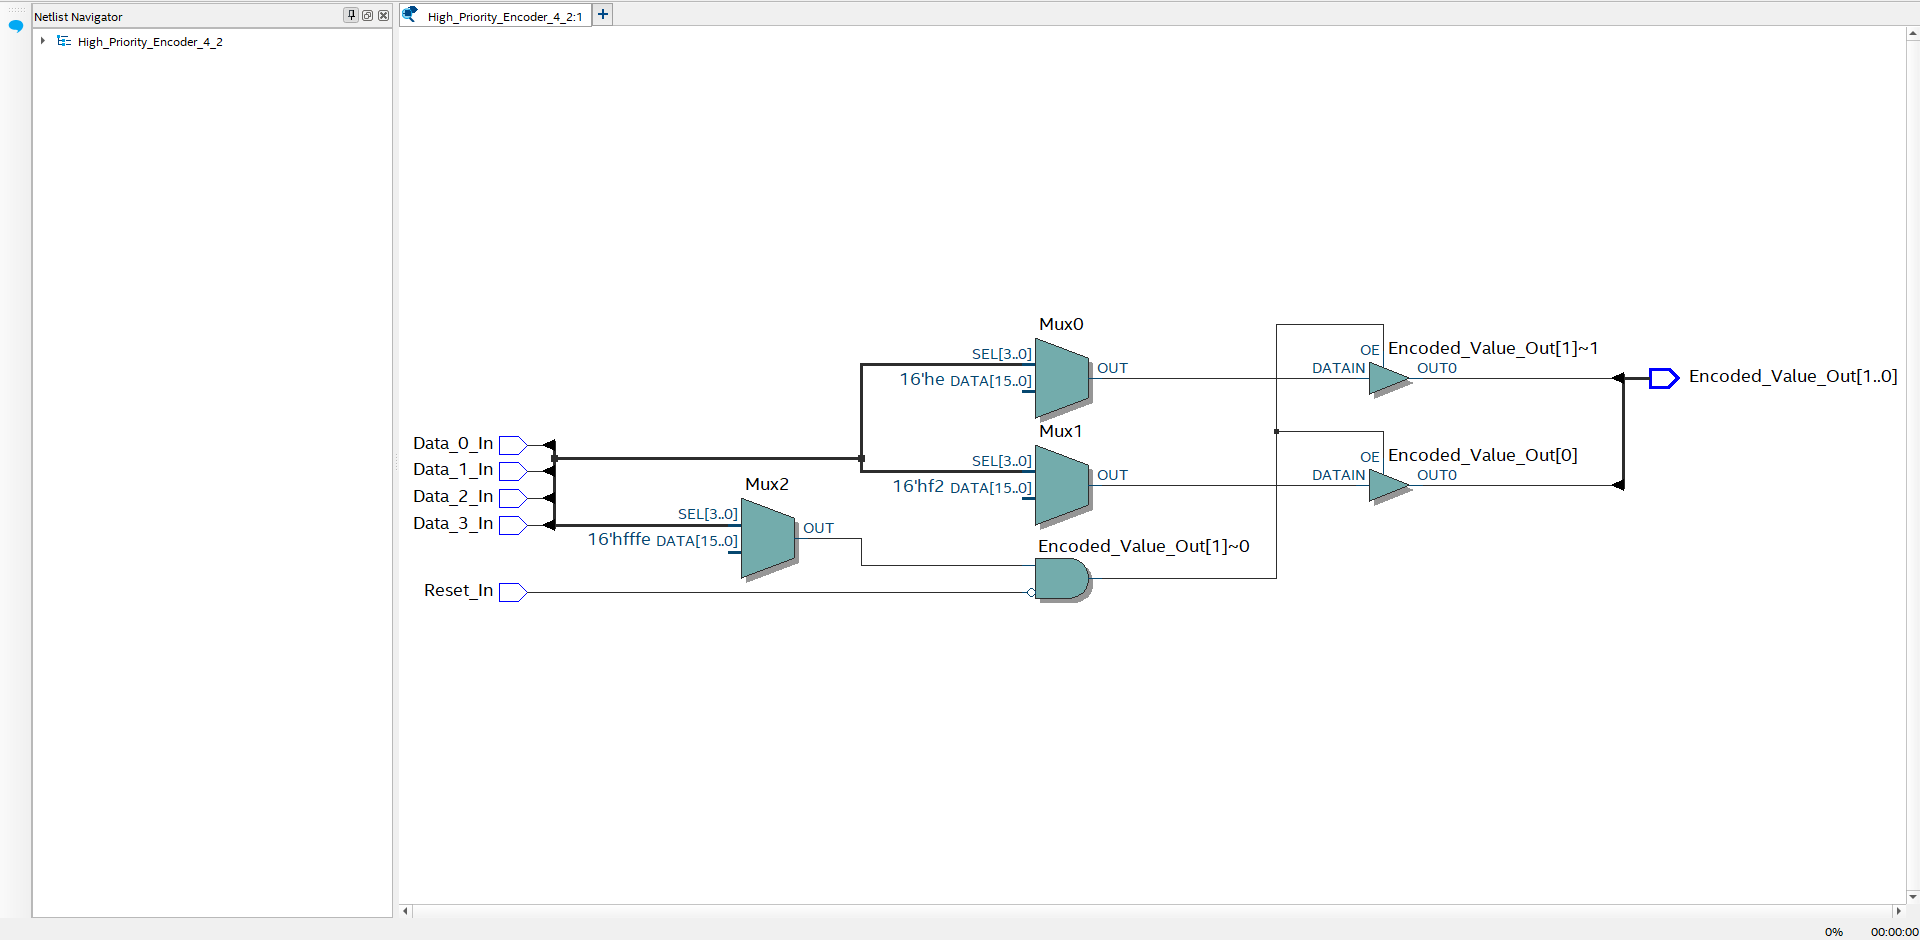 Netlist Navigator
High_Priority_Encoder_4_2:1
High_Priority_Encoder_4_2
Mux0
SEL[3..0]
16'he DATA[15..0]
OUT
OE
Encoded_Value_Out[1]~1
DATAIN
OUT0
Encoded_Value_Out[1..0]
Mux1
SEL[3..0]
16'hf2 DATA[15..0]
OUT
OE
Encoded_Value_Out[0]
DATAIN
OUT0
Data_0_In
Data_1_In
Data_2_In
Data_3_In
Mux2
SEL[3..0]
16'hfffe DATA[15..0]
OUT
Encoded_Value_Out[1]~0
Reset_In
0% 00:00:00